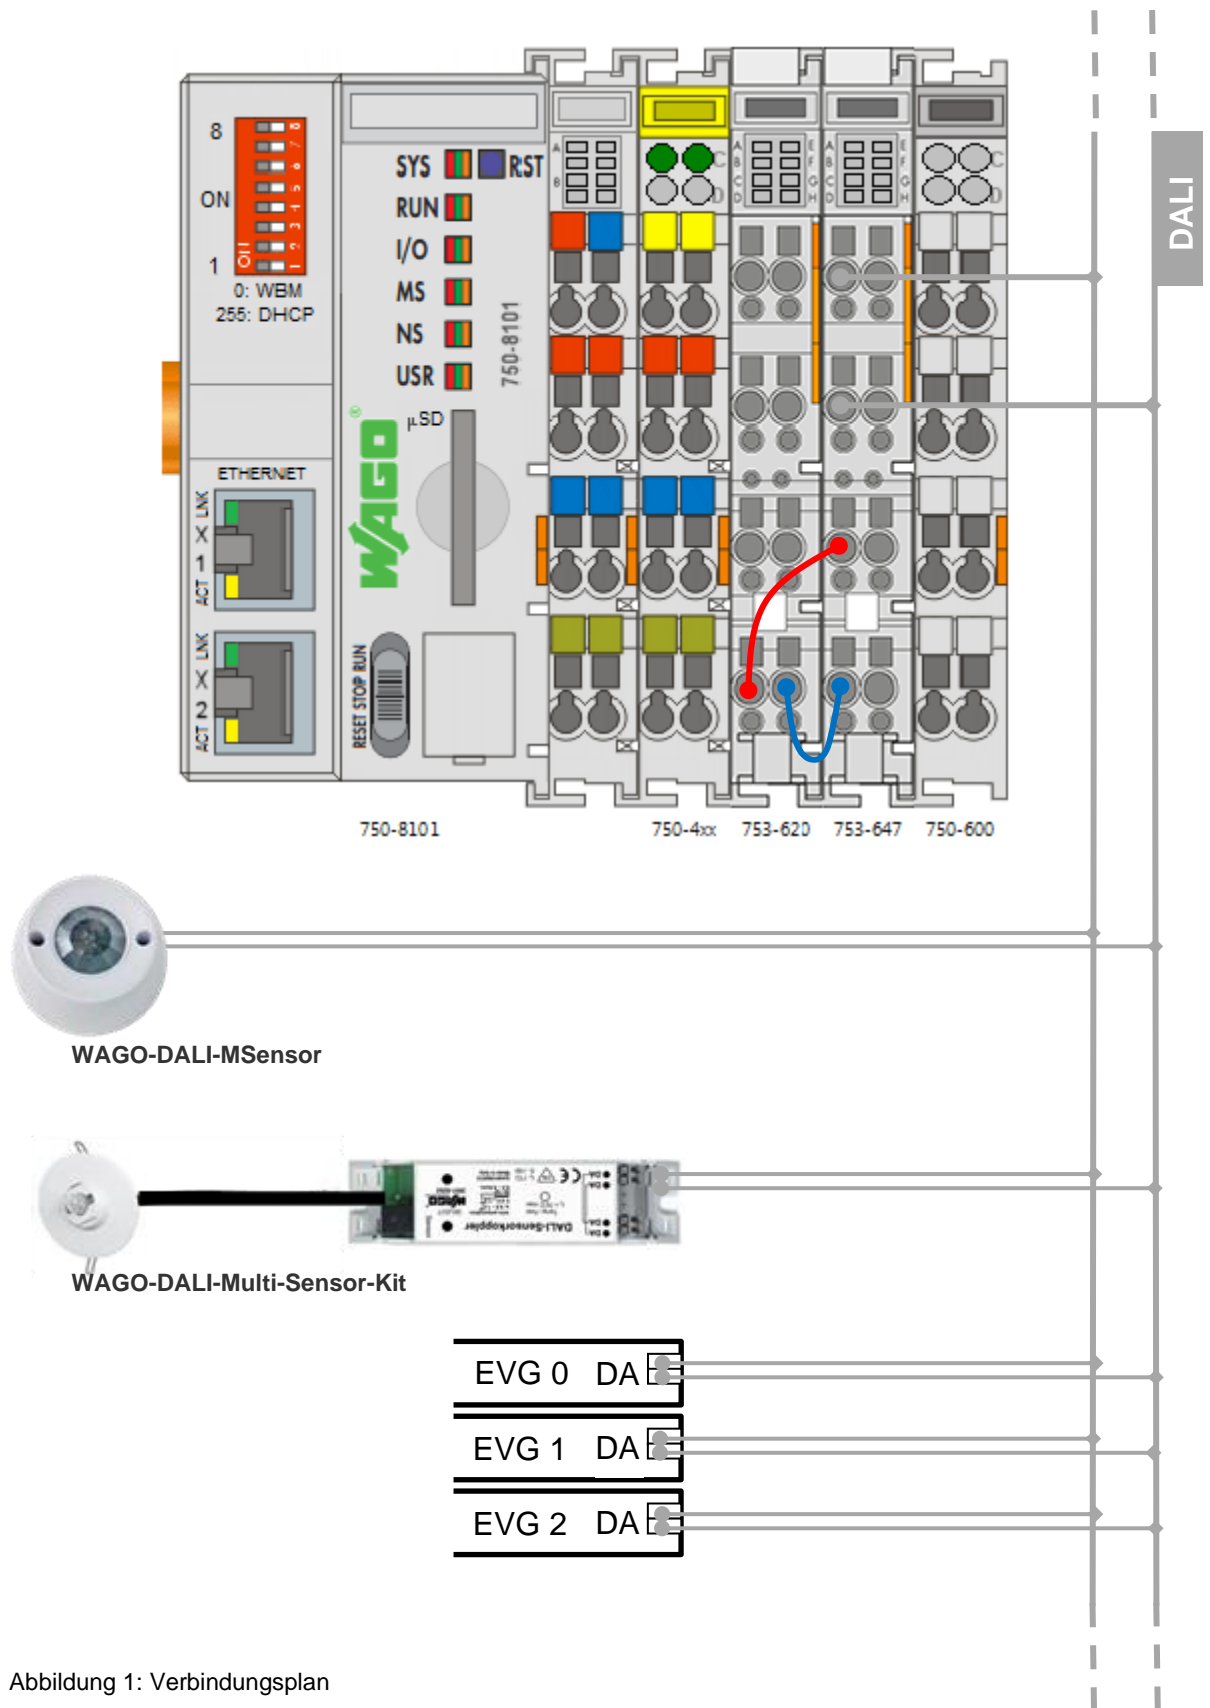 DALI
8
ON
1
0: WBM
255: DHCP
SYS
RST
RUN
I/O
MS
NS
USR
750-8101
A
B
C
D
A
B
C
D
E
F
G
H
A
B
C
D
E
F
G
H
C
D
WAGO
®
µSD
ETHERNET
LNK
X
1
ACT
LNK
X
2
ACT
RESET STOP RUN
750-8101
750-4xx
753-620
753-647
750-600
WAGO-DALI-MSensor
DALI-Sensorkoppler
WAGO
WAGO-DALI-Multi-Sensor-Kit
EVG 0 DA
EVG 1 DA
EVG 2 DA
Abbildung 1: Verbindungsplan